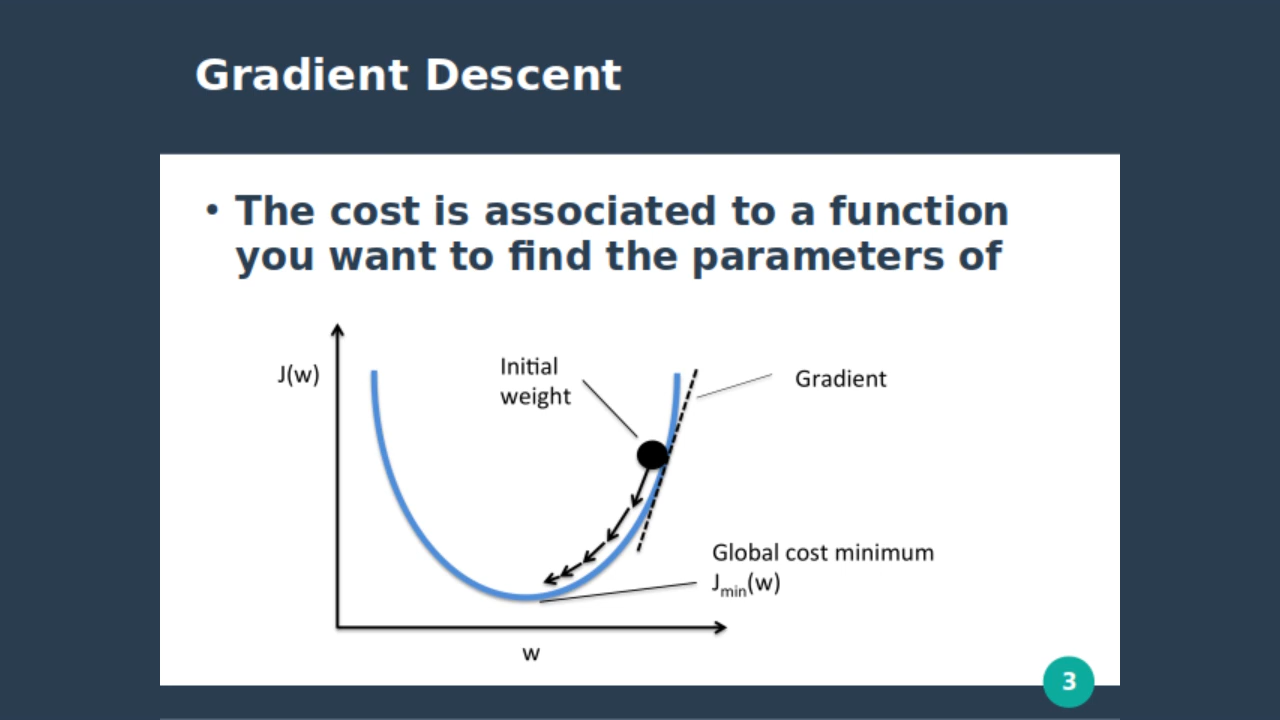 Gradient Descent
• The cost is associated to a function
you want to find the parameters of
J(w)
Initial
weight
Gradient
Global cost minimum
Jmin(w)
w
3